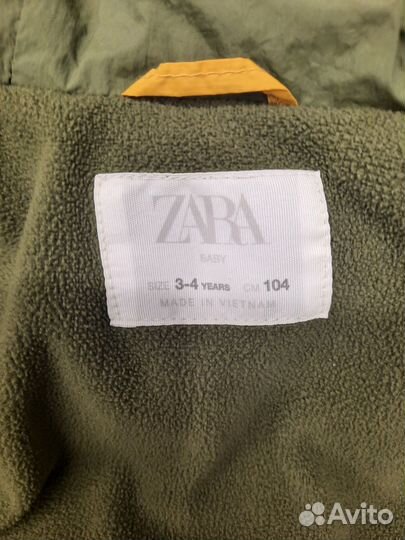 ZARA
BABY
SIZE 3-4 YEARS CM 104
MADE IN VIETNAM
Avito